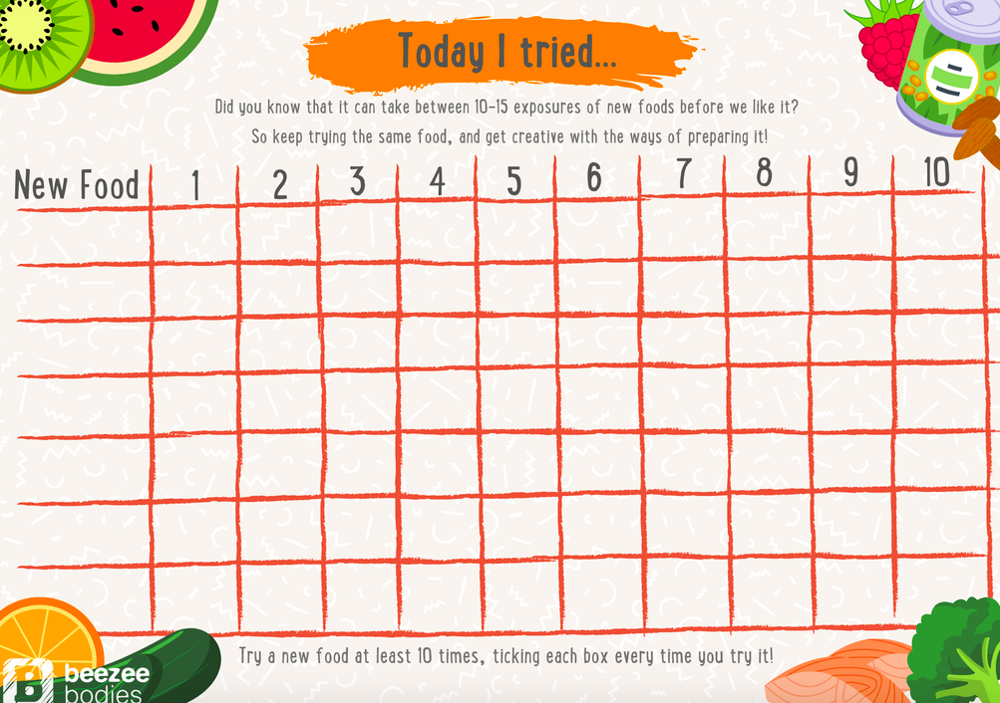 Today I tried...
Did you know that it can take between 10-15 exposures of new foods before we like it?
So keep trying the same food, and get creative with the ways of preparing it!
New Food 1 2 3 4 5 6 7 8 9 10
Try a new food at least 10 times, ticking each box every time you try it!
B beezee
bodies